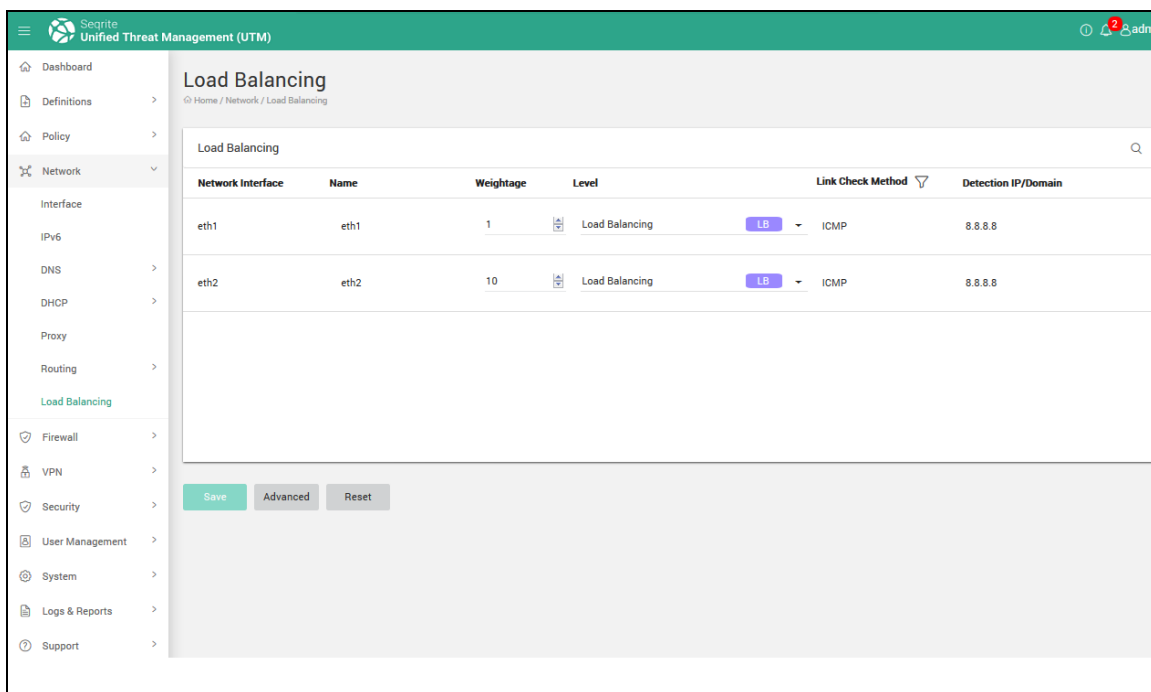 Seqrite
Unified Threat Management (UTM)
2
adm
Dashboard
Definitions
Policy
Network
Interface
IPv6
DNS
DHCP
Proxy
Routing
Load Balancing
Firewall
VPN
Security
User Management
System
Logs & Reports
Support
Load Balancing
Home / Network / Load Balancing
Load Balancing
Network Interface Name Weightage Level Link Check Method Detection IP/Domain
eth1 eth1 1 Load Balancing LB ICMP 8.8.8.8
eth2 eth2 10 Load Balancing LB ICMP 8.8.8.8
Save Advanced Reset